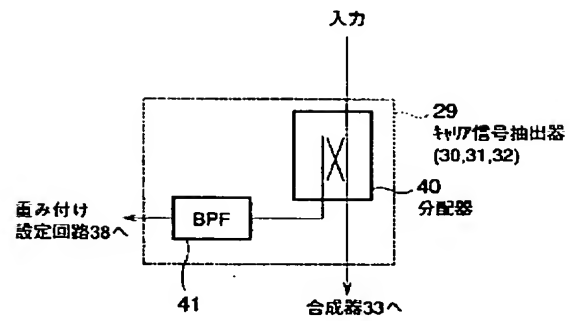 入力
29
ｷｬﾘｱ信号抽出器
(30,31,32)
40
分配器
重み付け
設定回路38へ
BPF
41
合成器33へ